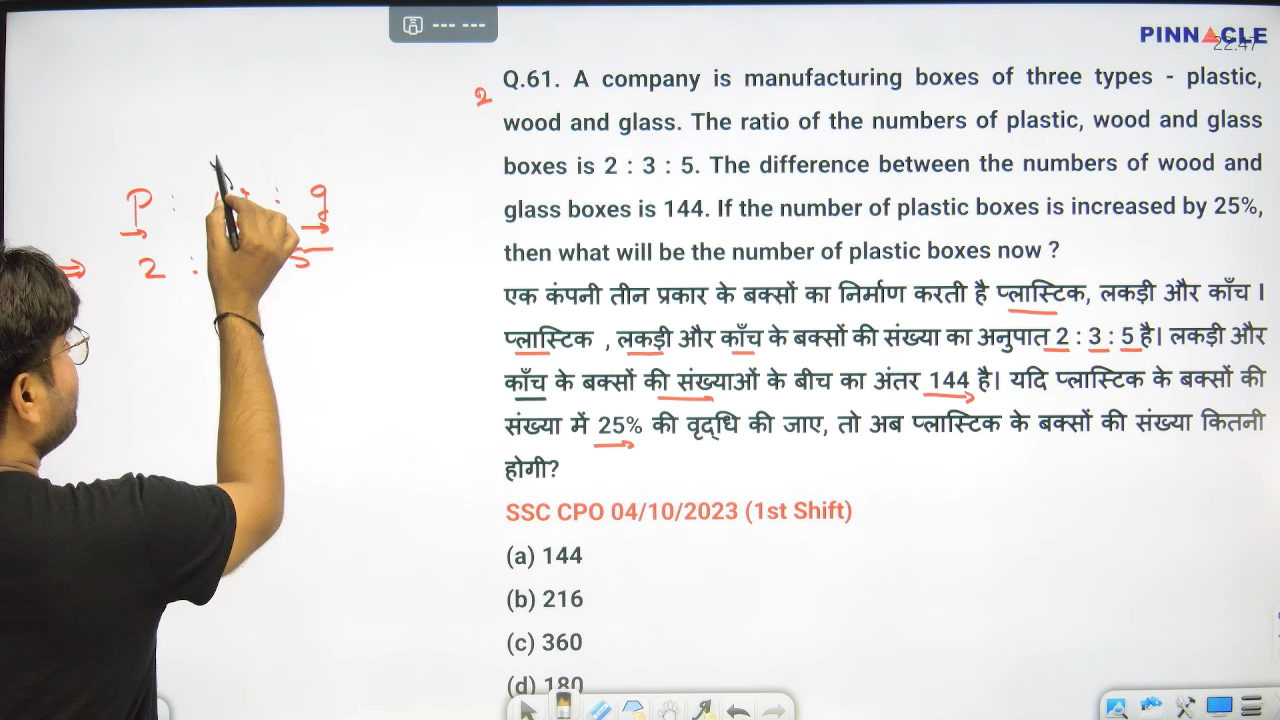 --- ---
PINNACLE
22:47
2
Q.61. A company is manufacturing boxes of three types - plastic,
wood and glass. The ratio of the numbers of plastic, wood and glass
boxes is 2 : 3 : 5. The difference between the numbers of wood and
glass boxes is 144. If the number of plastic boxes is increased by 25%,
then what will be the number of plastic boxes now ?
एक कंपनी तीन प्रकार के बक्सों का निर्माण करती है प्लास्टिक, लकड़ी और काँच ।
प्लास्टिक , लकड़ी और काँच के बक्सों की संख्या का अनुपात 2 : 3 : 5 है। लकड़ी और
काँच के बक्सों की संख्याओं के बीच का अंतर 144 है। यदि प्लास्टिक के बक्सों की
संख्या में 25% की वृद्धि की जाए, तो अब प्लास्टिक के बक्सों की संख्या कितनी
होगी?
SSC CPO 04/10/2023 (1st Shift)
(a) 144
(b) 216
(c) 360
(d) 180
P : : g
2 : 5